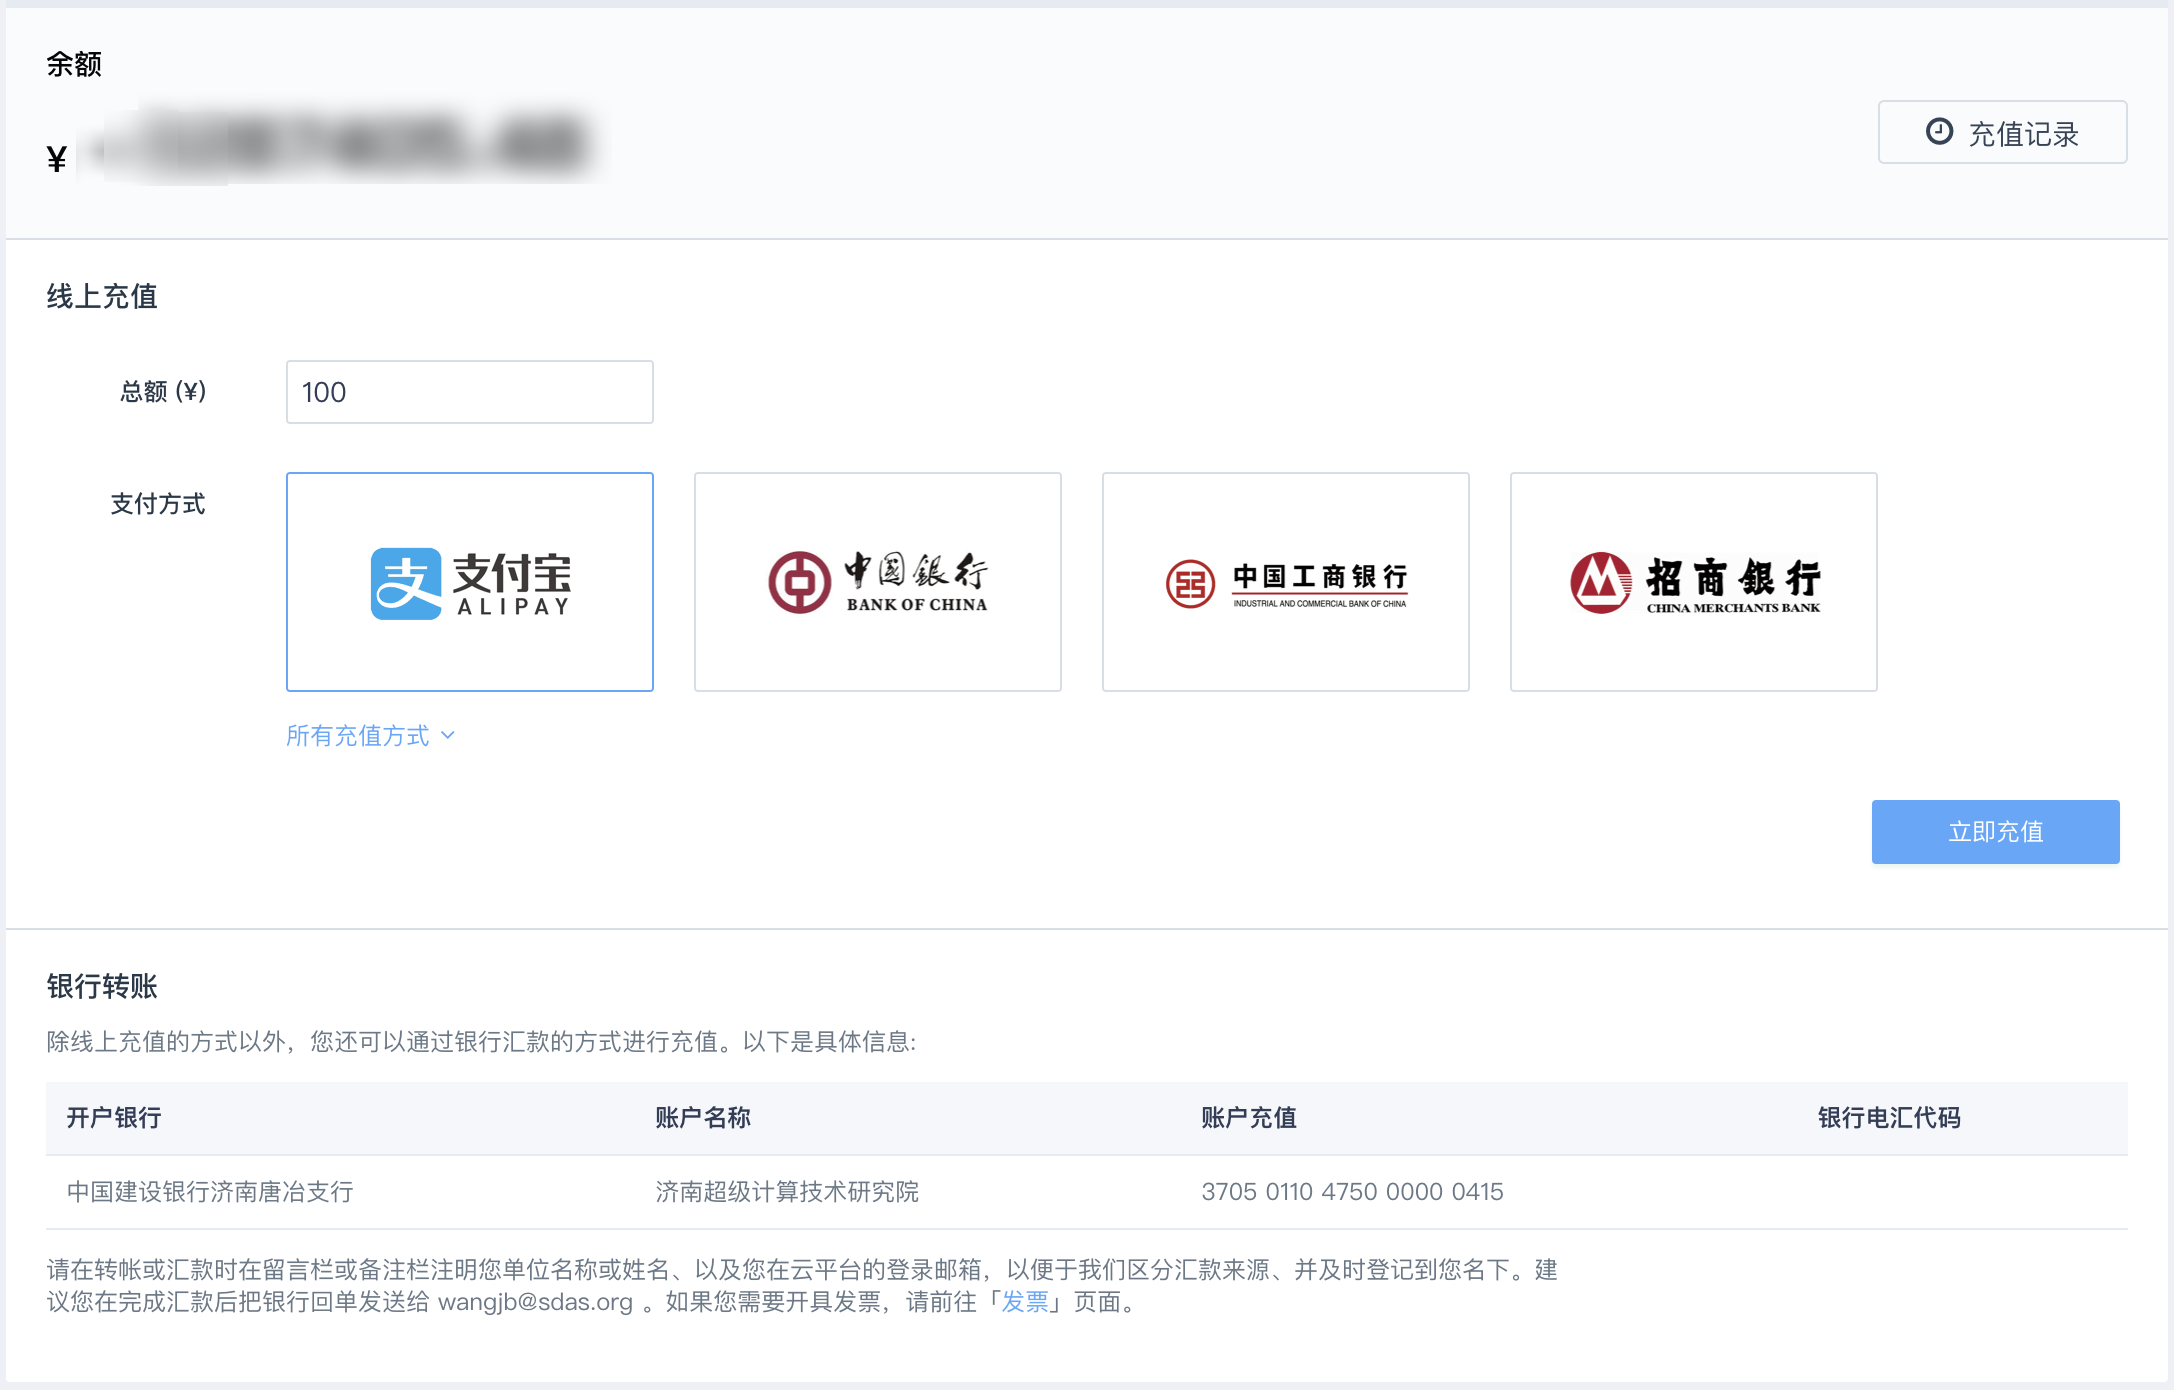 余额
¥
充值记录
线上充值
总额 (¥)
100
支付方式
支 支付宝
ALIPAY
中国銀行
BANK OF CHINA
中国工商银行
INDUSTRIAL AND COMMERCIAL BANK OF CHINA
招商銀行
CHINA MERCHANTS BANK
所有充值方式
立即充值
银行转账
除线上充值的方式以外，您还可以通过银行汇款的方式进行充值。以下是具体信息:
开户银行 账户名称 账户充值 银行电汇代码
中国建设银行济南唐冶支行 济南超级计算技术研究院 3705 0110 4750 0000 0415
请在转帐或汇款时在留言栏或备注栏注明您单位名称或姓名、以及您在云平台的登录邮箱，以便于我们区分汇款来源、并及时登记到您名下。建
议您在完成汇款后把银行回单发送给 wangjb@sdas.org 。如果您需要开具发票，请前往「发票」页面。